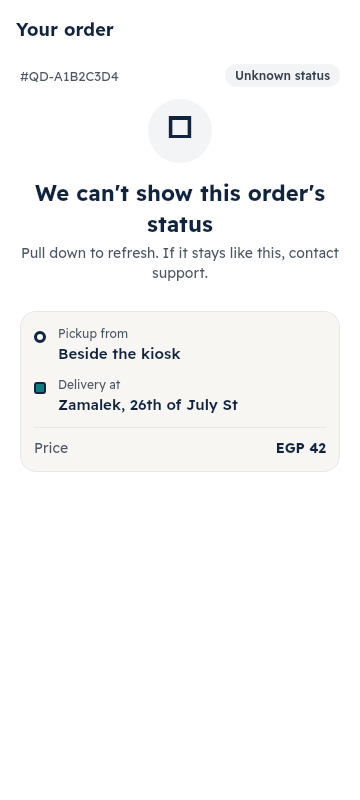 Your order
#QD-A1B2C3D4
Unknown status
We can't show this order's
status
Pull down to refresh. If it stays like this, contact
support.
Pickup from
Beside the kiosk
Delivery at
Zamalek, 26th of July St
Price
EGP 42